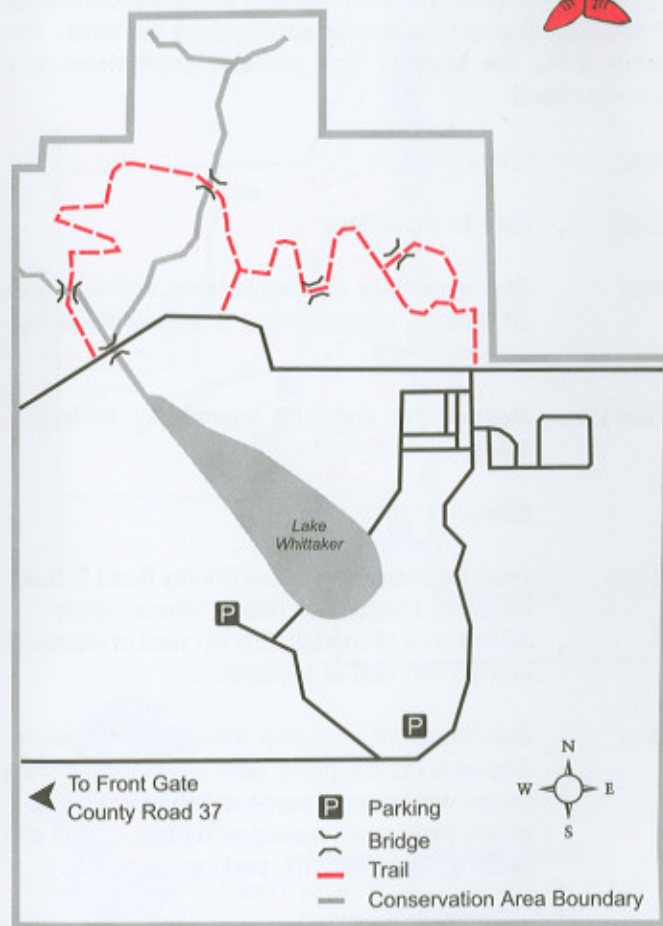 Lake
Whittaker
P
P
To Front Gate
County Road 37
N
W E
S
P Parking
Bridge
Trail
Conservation Area Boundary